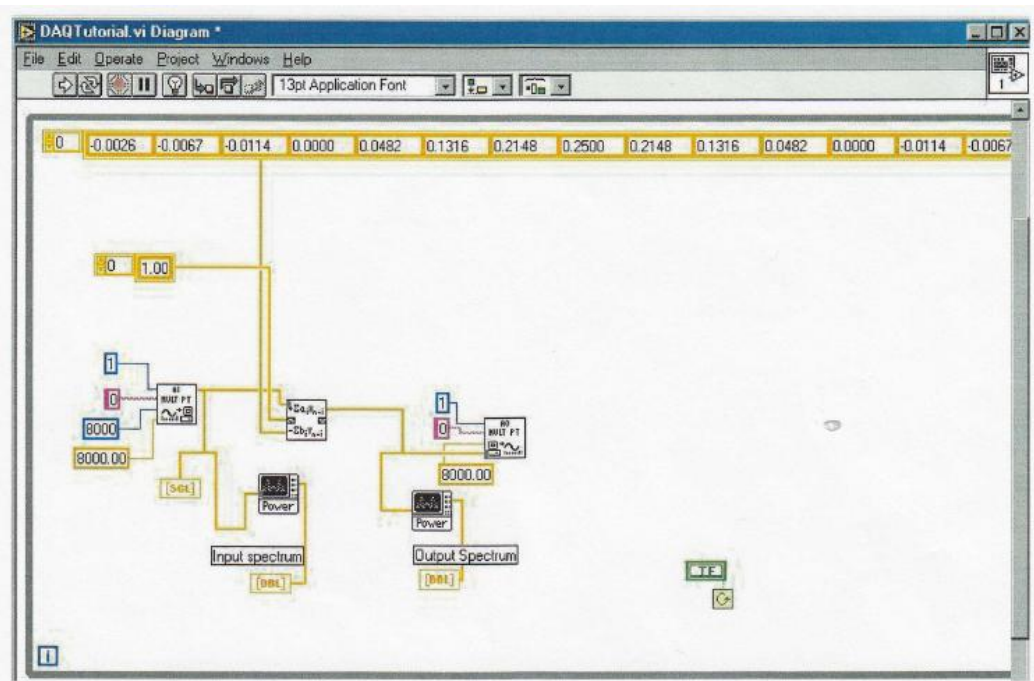 DAQTutorial.vi Diagram *
File Edit Operate Project Windows Help
13pt Application Font
1
0 -0.0026 -0.0067 -0.0114 0.0000 0.0482 0.1316 0.2148 0.2500 0.2148 0.1316 0.0482 0.0000 -0.0114 -0.0067
0 1.00
1
AI
MULT PT
0
8000
8000.00
[SGL]
Power
Input spectrum
[DBL]
1
AO
MULT PT
0
8000.00
Power
Output Spectrum
[DBL]
TF
i